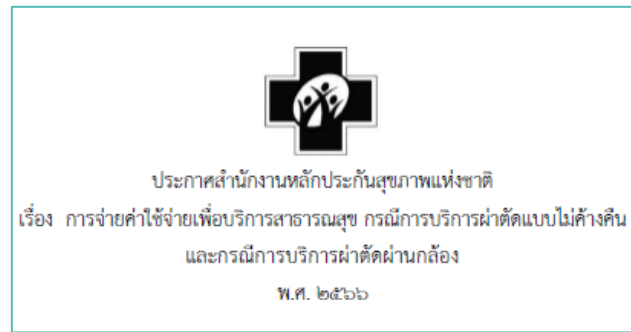 ประกาศสำนักงานหลักประกันสุขภาพแห่งชาติ
เรื่อง การจ่ายค่าใช้จ่ายเพื่อบริการสาธารณสุข กรณีการบริการผ่าตัดแบบไม่ค้างคืน
และกรณีการบริการผ่าตัดผ่านกล้อง
พ.ศ. ๒๕๖๖